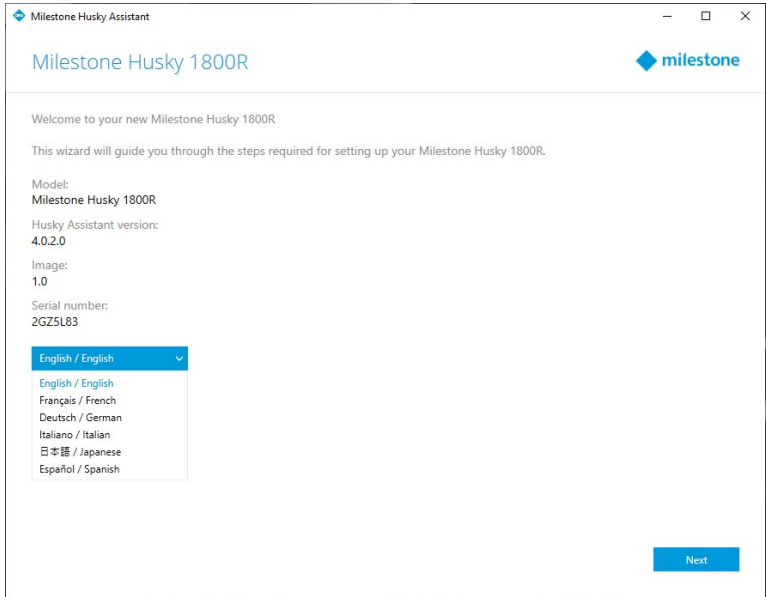 Milestone Husky Assistant
Milestone Husky 1800R
milestone
Welcome to your new Milestone Husky 1800R
This wizard will guide you through the steps required for setting up your Milestone Husky 1800R.
Model:
Milestone Husky 1800R
Husky Assistant version:
4.0.2.0
Image:
1.0
Serial number:
2GZ5L83
English / English
English / English
Français / French
Deutsch / German
Italiano / Italian
日本語 / Japanese
Español / Spanish
Next